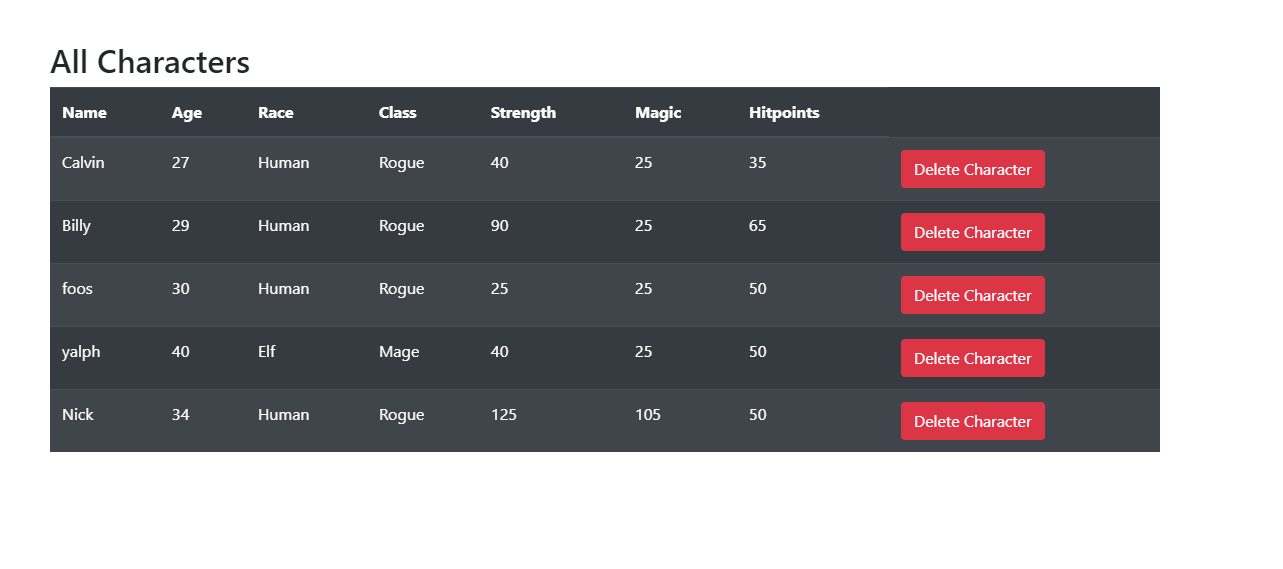 All Characters
Name Age Race Class Strength Magic Hitpoints
Calvin 27 Human Rogue 40 25 35 Delete Character
Billy 29 Human Rogue 90 25 65 Delete Character
foos 30 Human Rogue 25 25 50 Delete Character
yalph 40 Elf Mage 40 25 50 Delete Character
Nick 34 Human Rogue 125 105 50 Delete Character